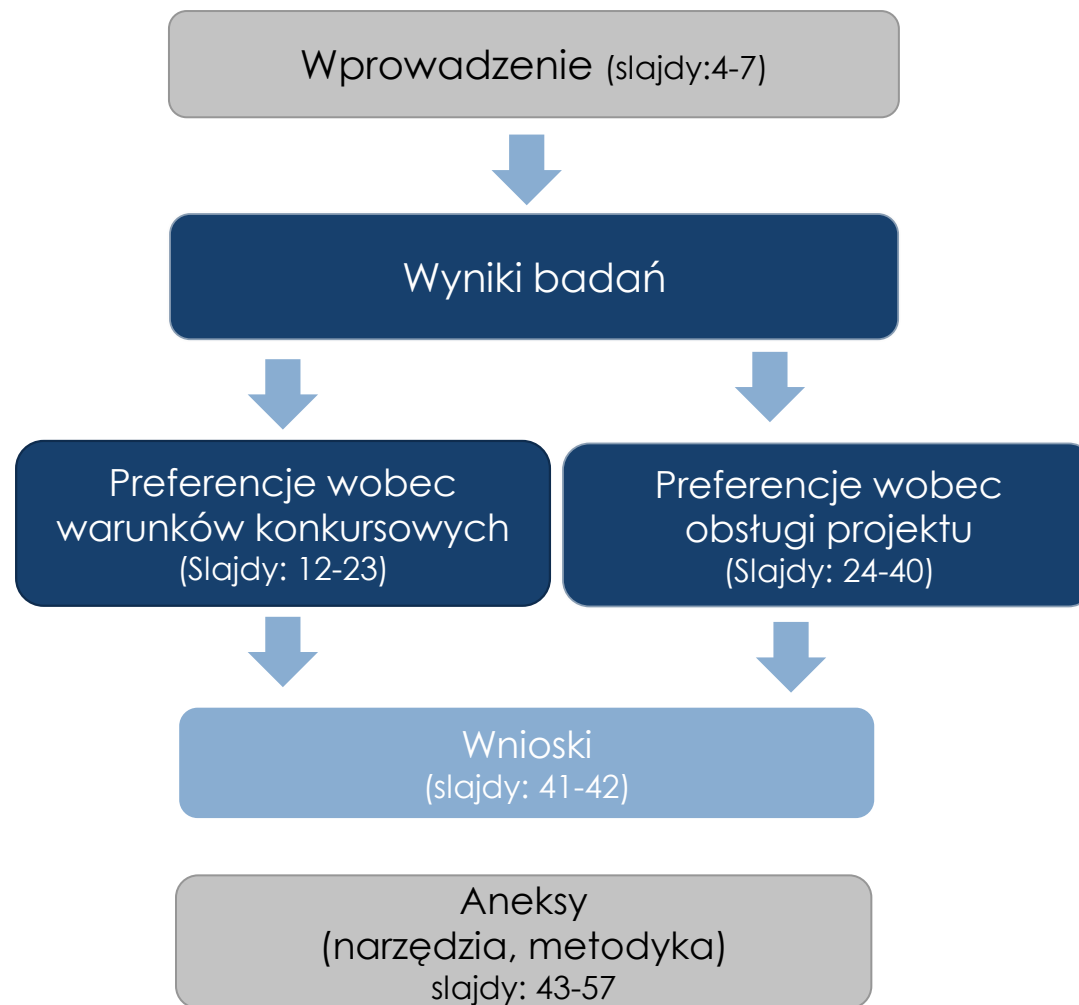 Wprowadzenie (slajdy:4-7)
Wyniki badań
Preferencje wobec
warunków konkursowych
(Slajdy: 12-23)
Preferencje wobec
obsługi projektu
(Slajdy: 24-40)
Wnioski
(slajdy: 41-42)
Aneksy
(narzędzia, metodyka)
slajdy: 43-57